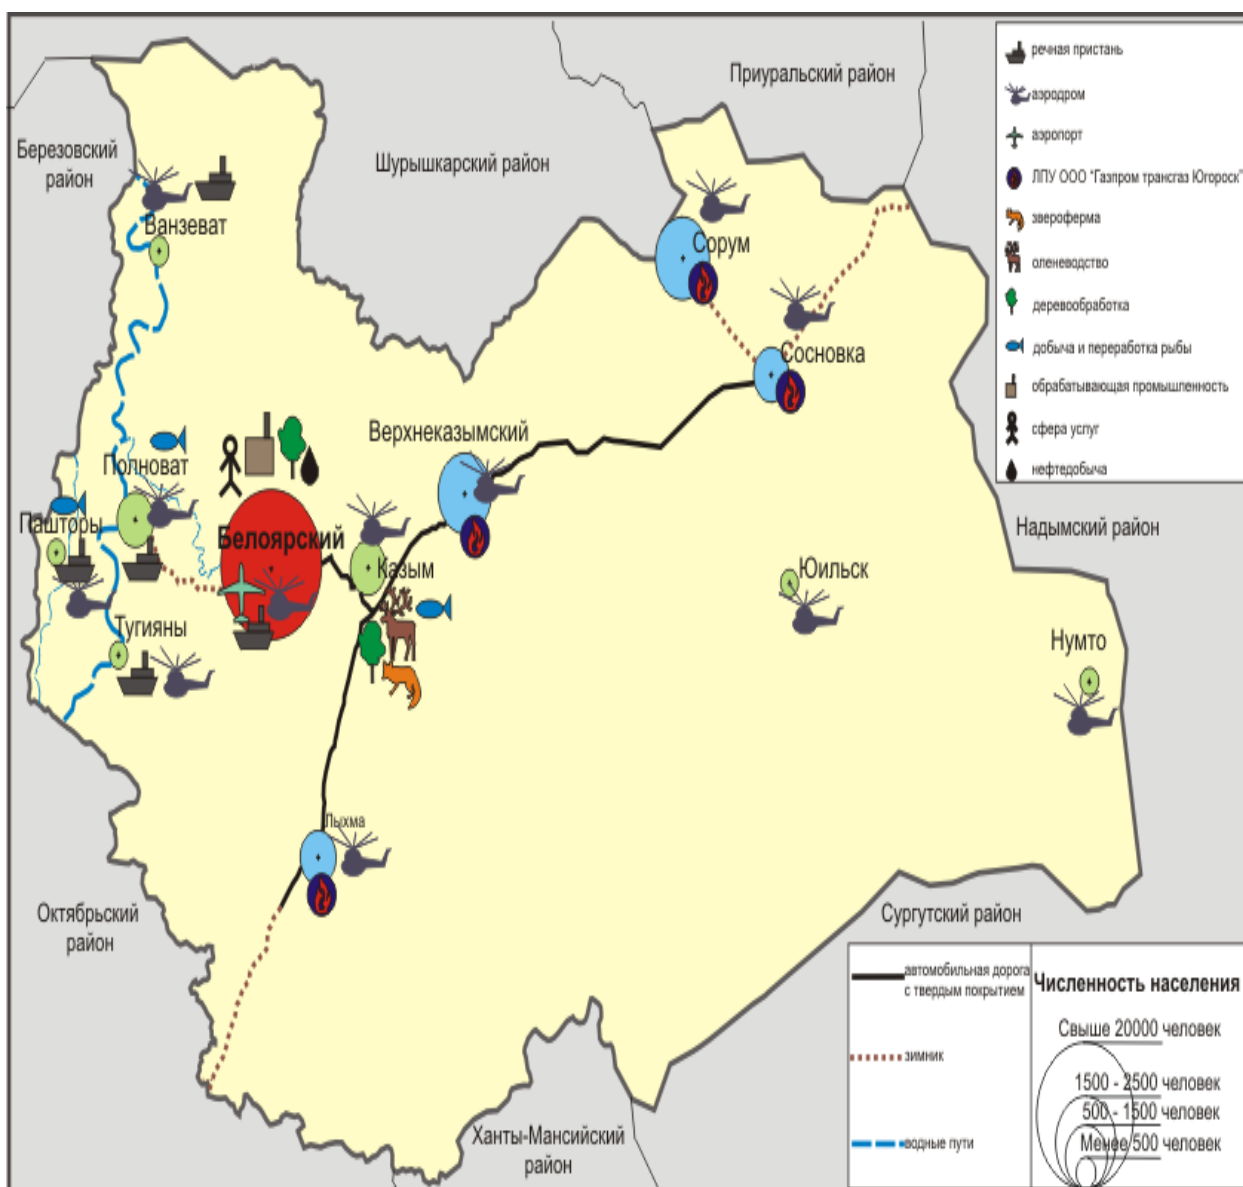 Приуральский район
Березовский
район
Шурышкарский район
Ванзеват
Сорум
Сосновка
Верхнеказымский
Полноват
Пашторы
Белоярский
Казым
Надымский район
Юильск
Тугияны
Нумто
Лыхма
Октябрьский
район
Сургутский район
Ханты-Мансийский
район
речная пристань
аэродром
аэропорт
ЛПУ ООО "Газпром трансгаз Югорск"
звероферма
оленеводство
деревообработка
добыча и переработка рыбы
обрабатывающая промышленность
сфера услуг
нефтедобыча
автомобильная дорога
с твердым покрытием
зимник
водные пути
Численность населения
Свыше 20000 человек
1500 - 2500 человек
500 - 1500 человек
Менее 500 человек